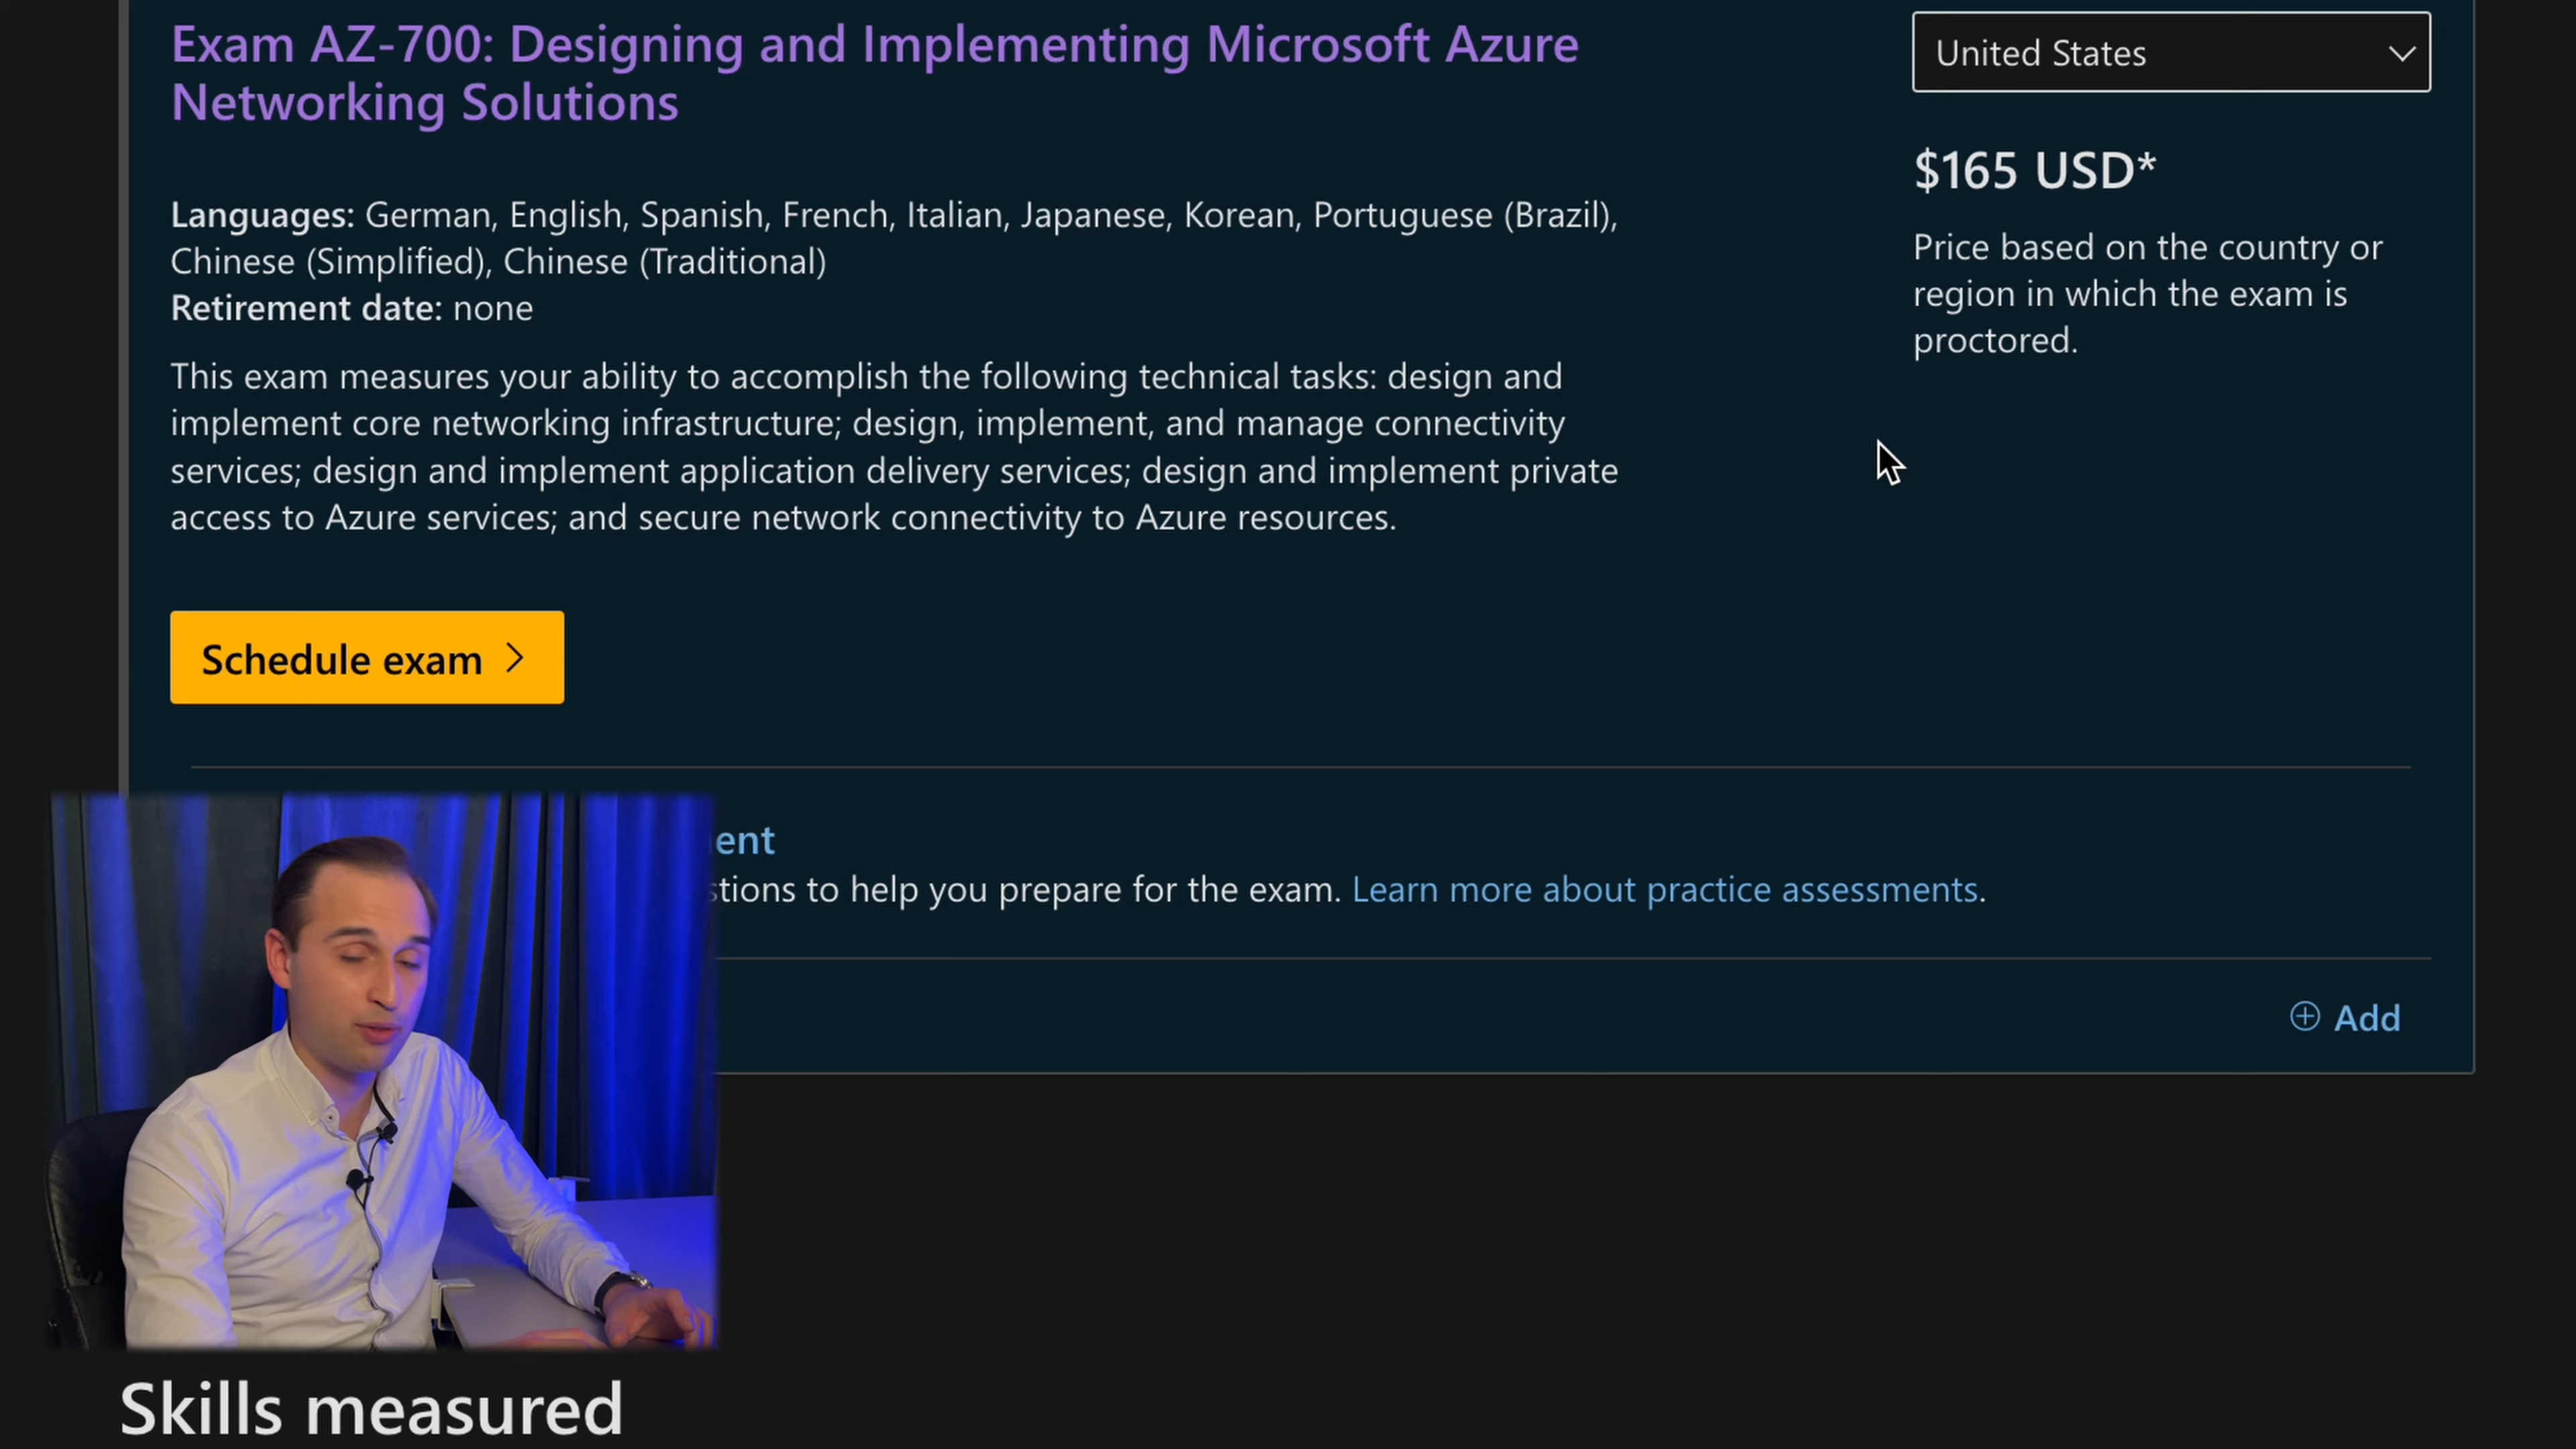 Exam AZ-700: Designing and Implementing Microsoft Azure
Networking Solutions
Languages: German, English, Spanish, French, Italian, Japanese, Korean, Portuguese (Brazil),
Chinese (Simplified), Chinese (Traditional)
Retirement date: none
This exam measures your ability to accomplish the following technical tasks: design and
implement core networking infrastructure; design, implement, and manage connectivity
services; design and implement application delivery services; design and implement private
access to Azure services; and secure network connectivity to Azure resources.
Schedule exam
United States
$165 USD*
Price based on the country or
region in which the exam is
proctored.
to help you prepare for the exam. Learn more about practice assessments.
Add
Skills measured